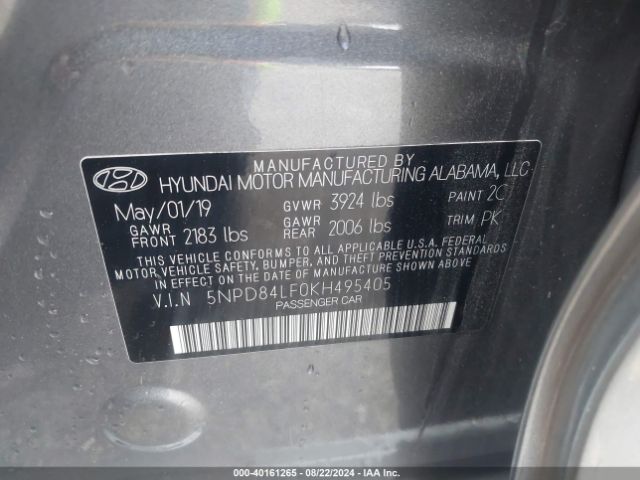 MANUFACTURED BY
HYUNDAI MOTOR MANUFACTURING ALABAMA, LLC
May/01/19 GVWR 3924 lbs PAINT 2C
GAWR FRONT 2183 lbs GAWR REAR 2006 lbs TRIM PK
THIS VEHICLE CONFORMS TO ALL APPLICABLE U.S.A. FEDERAL
MOTOR VEHICLE SAFETY, BUMPER, AND THEFT PREVENTION
STANDARDS IN EFFECT ON THE DATE OF MANUFACTURE SHOWN ABOVE.
V.I.N 5NPD84LF0KH495405
PASSENGER CAR
000-40161265 - 08/22/2024 - IAA Inc.